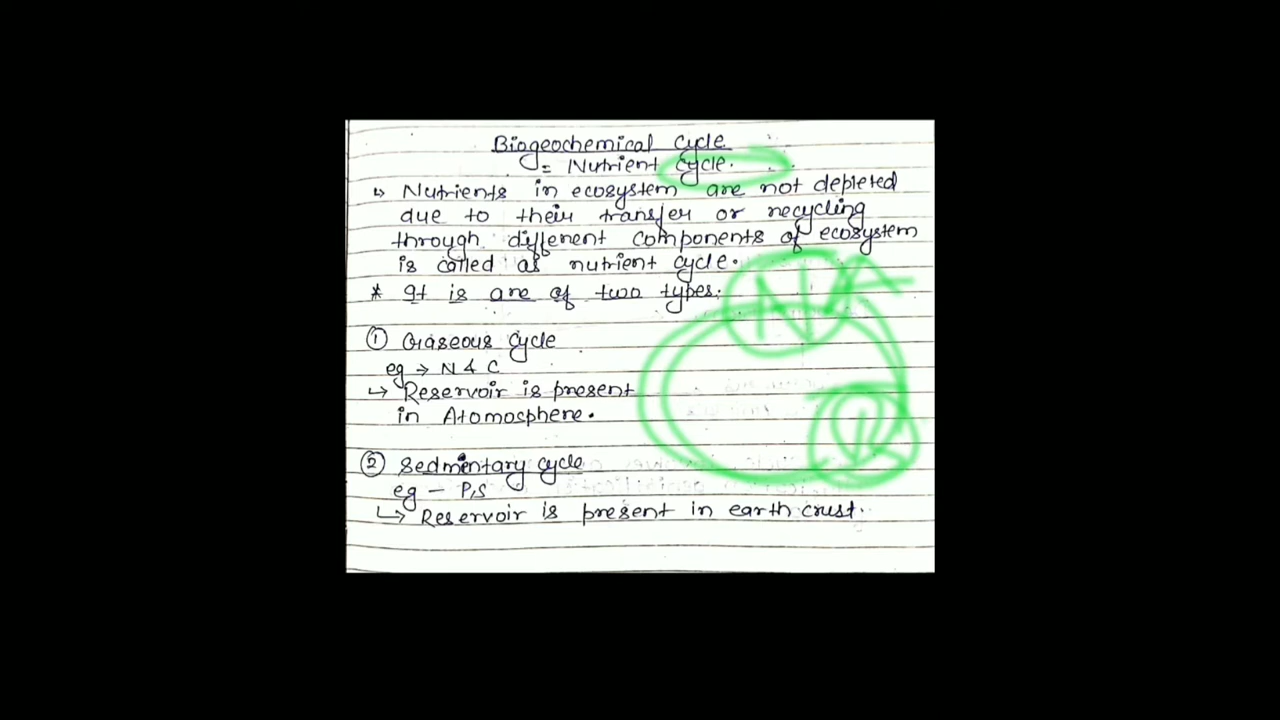 Biogeochemical Cycle
= Nutrient Cycle.
↳ Nutrients in ecosystem are not depleted
due to their transfer or recycling
through different components of ecosystem
is called as nutrient cycle.
* It is are of two types:
① Gaseous cycle
eg → N & C
↳ Reservoir is present
in Atomosphere.
N A
② Sedmentary cycle
eg – P,S
↳ Reservoir is present in earth crust.